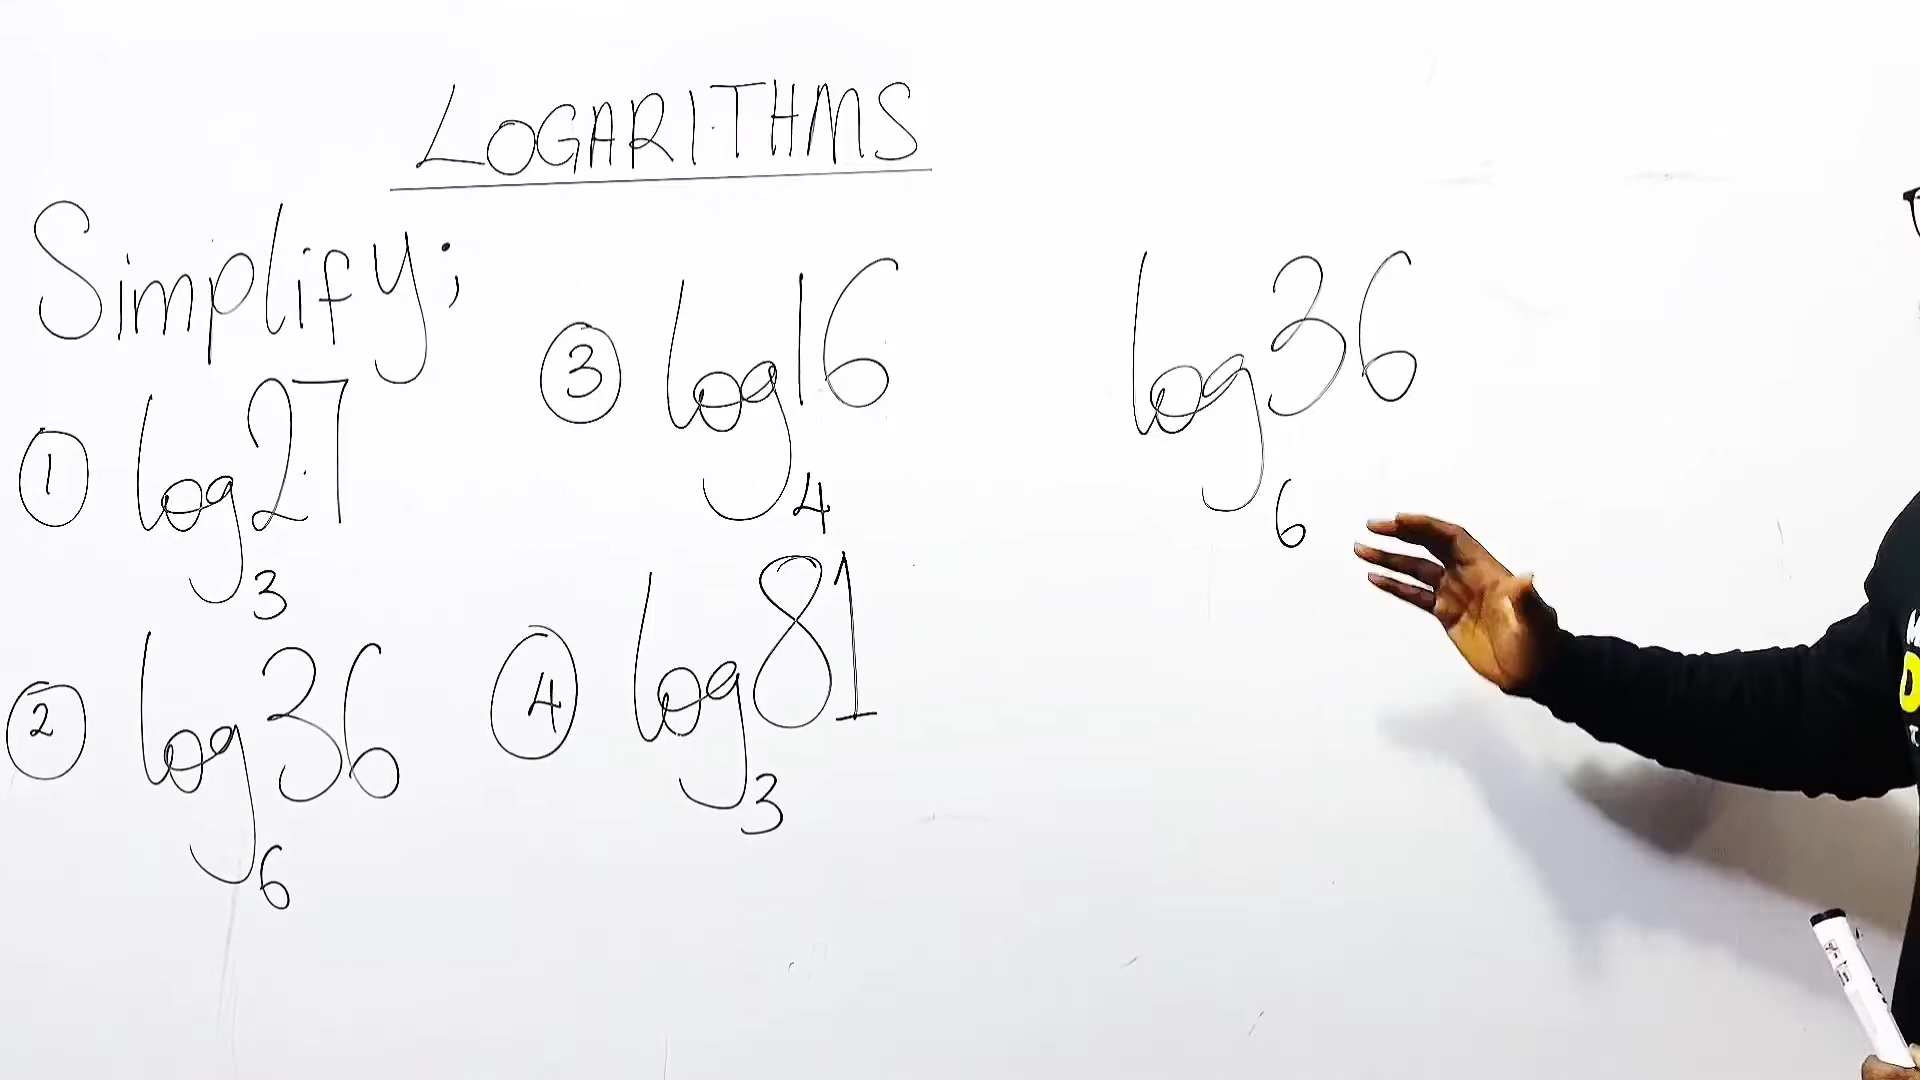 LOGARITHMS
Simplify;
① log₃27
② log₆36
③ log₄16
④ log₃81
log₆36